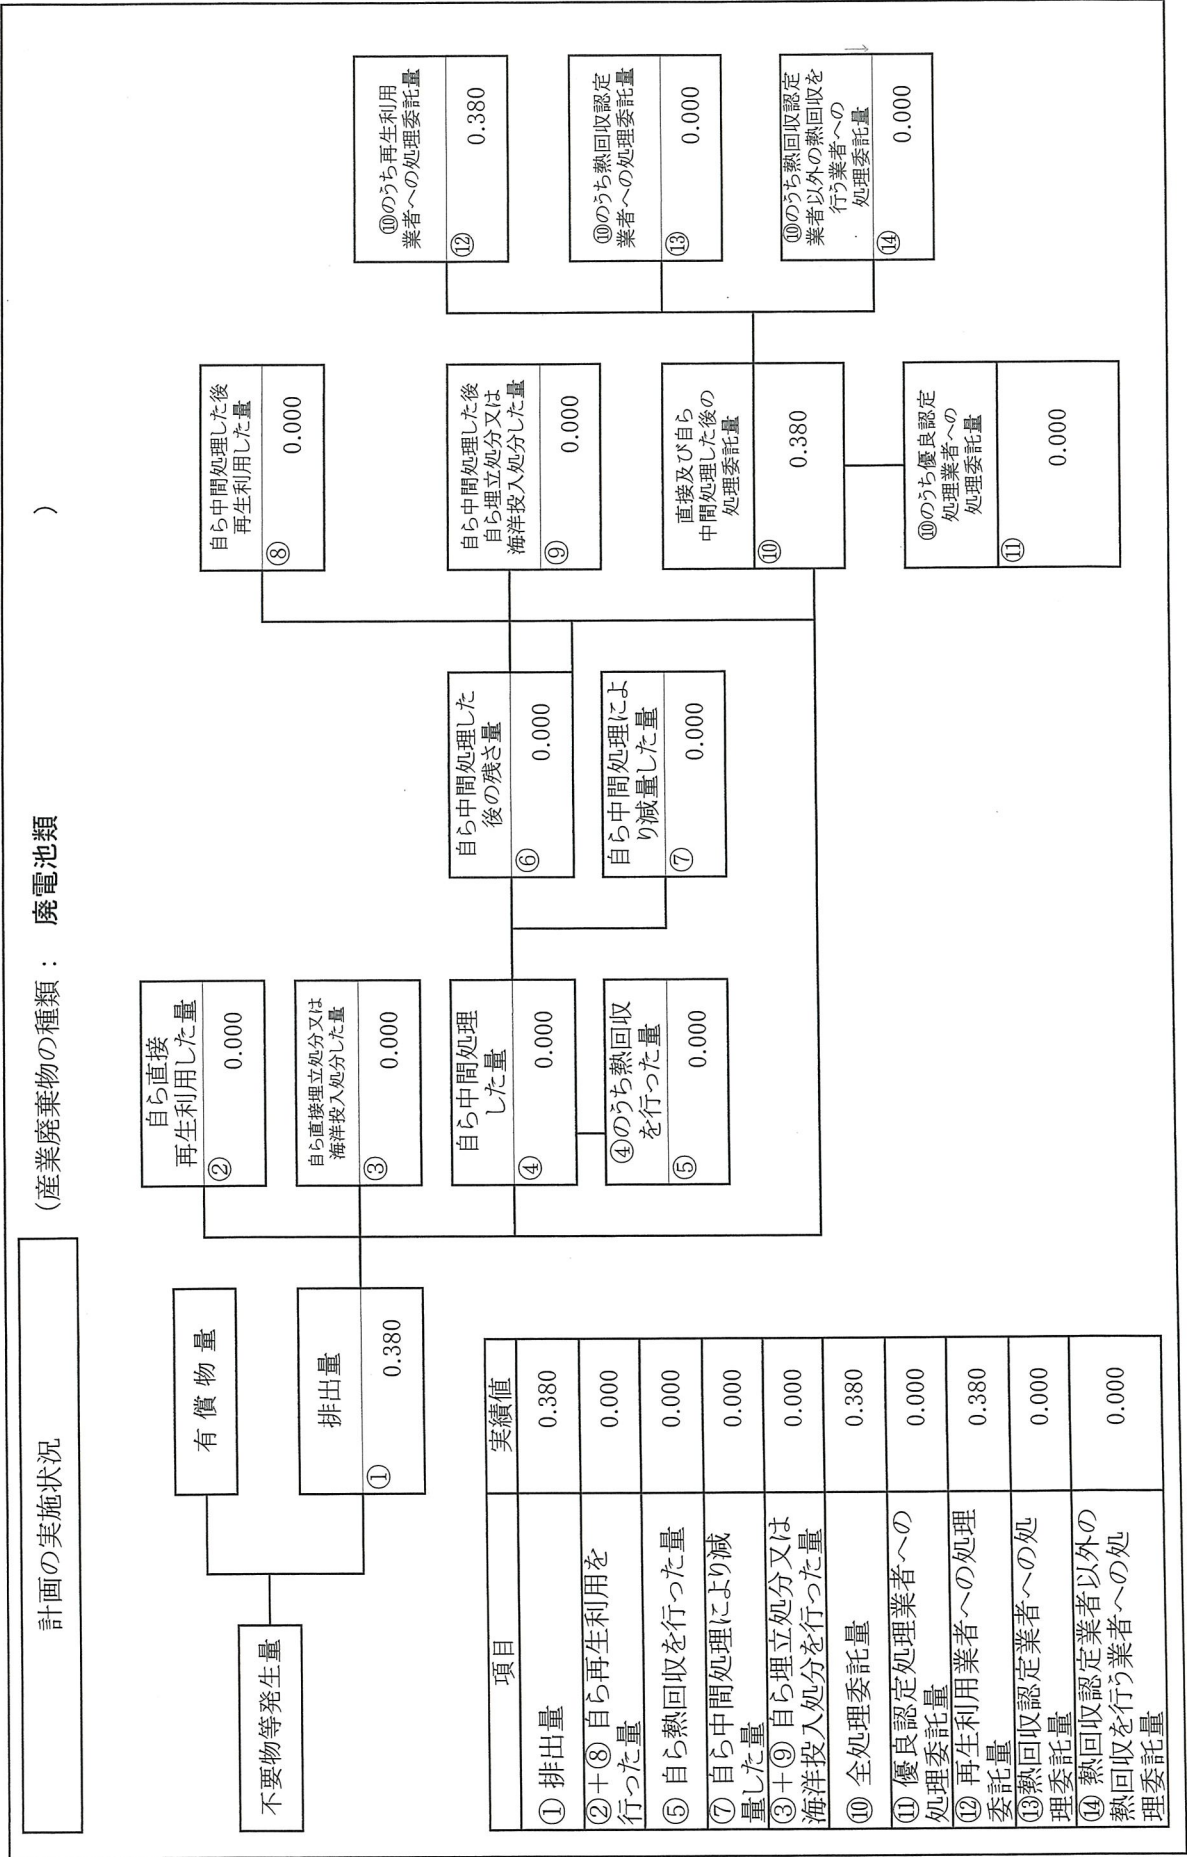 計画の実施状況
（産業廃棄物の種類： 廃電池類 ）
不要物等発生量
有 償 物 量
排出量
① 0.380
自ら直接
再生利用した量
② 0.000
自ら直接埋立処分又は
海洋投入処分した量
③ 0.000
自ら中間処理
した量
④ 0.000
④のうち熱回収
を行った量
⑤ 0.000
自ら中間処理した
後の残さ量
⑥ 0.000
自ら中間処理によ
り減量した量
⑦ 0.000
自ら中間処理した後
再生利用した量
⑧ 0.000
自ら中間処理した後
自ら埋立処分又は
海洋投入処分した量
⑨ 0.000
直接及び自ら
中間処理した後の
処理委託量
⑩ 0.380
⑩のうち優良認定
処理業者への
処理委託量
⑪ 0.000
⑩のうち再生利用
業者への処理委託量
⑫ 0.380
⑩のうち熱回収認定
業者への処理委託量
⑬ 0.000
⑩のうち熱回収認定
業者以外の熱回収を
行う業者への
処理委託量
⑭ 0.000
項目 実績値
① 排出量 0.380
②＋⑧ 自ら再生利用を
行った量 0.000
⑤ 自ら熱回収を行った量 0.000
⑦ 自ら中間処理により減
量した量 0.000
③＋⑨ 自ら埋立処分又は
海洋投入処分を行った量 0.000
⑩ 全処理委託量 0.380
⑪ 優良認定処理業者への
処理委託量 0.000
⑫ 再生利用業者への処理
委託量 0.380
⑬熱回収認定業者への処
理委託量 0.000
⑭ 熱回収認定業者以外の
熱回収を行う業者への処
理委託量 0.000